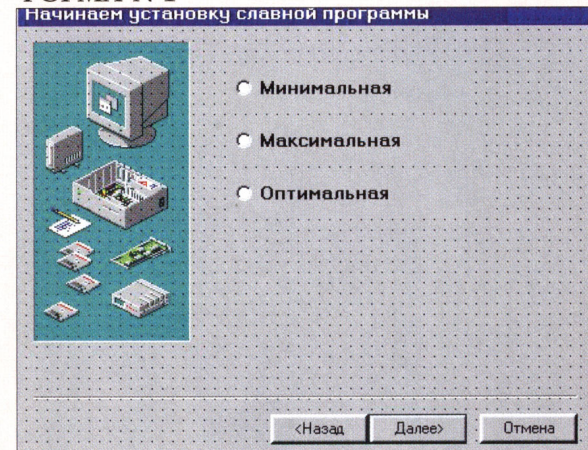 Начинаем установку славной программы
Минимальная
Максимальная
Оптимальная
<Назад
Далее>
Отмена